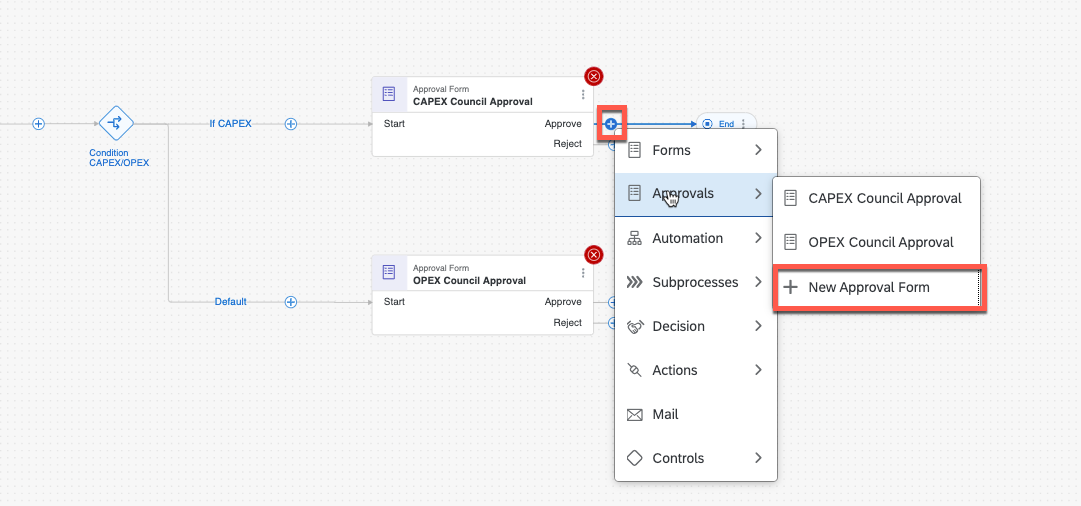 Approval Form
CAPEX Council Approval
If CAPEX
Start
Approve
End
Reject
Condition
CAPEX/OPEX
Forms
Approvals
CAPEX Council Approval
Automation
OPEX Council Approval
Approval Form
OPEX Council Approval
Subprocesses
New Approval Form
Default
Start
Approve
Reject
Decision
Actions
Mail
Controls